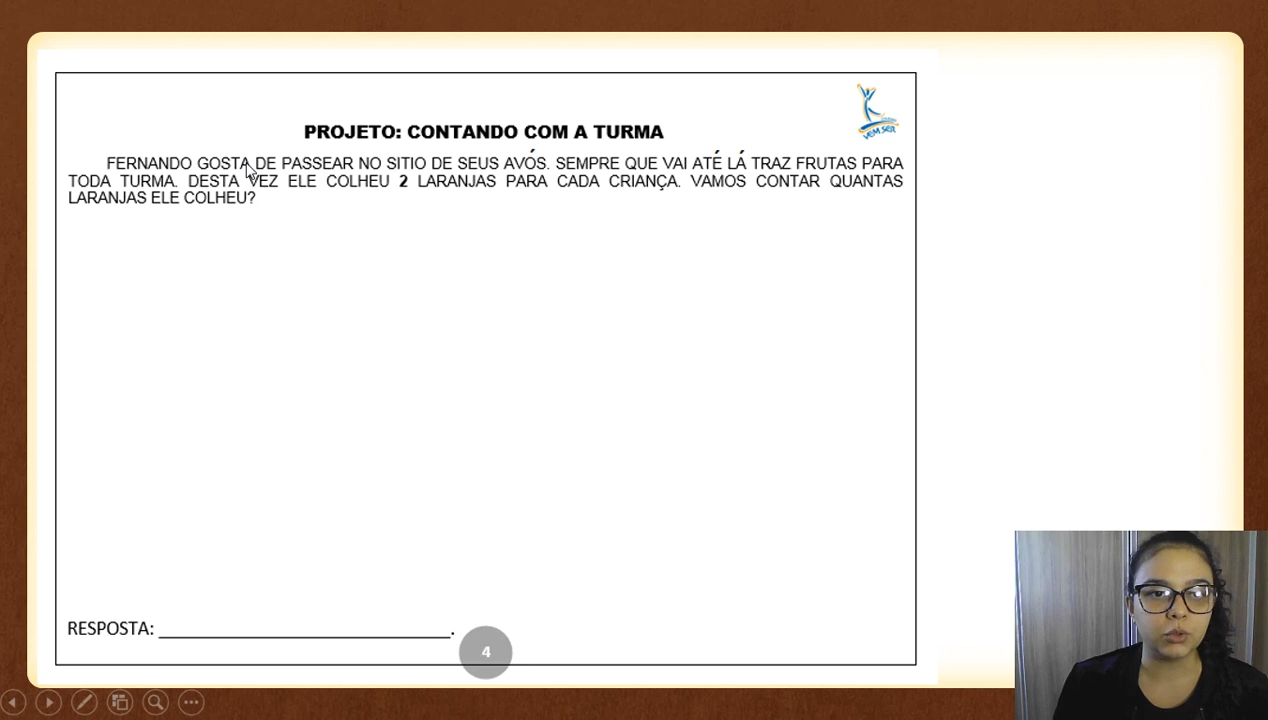 PROJETO: CONTANDO COM A TURMA
FERNANDO GOSTA DE PASSEAR NO SITIO DE SEUS AVÓS. SEMPRE QUE VAI ATÉ LÁ TRAZ FRUTAS PARA
TODA TURMA. DESTA VEZ ELE COLHEU 2 LARANJAS PARA CADA CRIANÇA. VAMOS CONTAR QUANTAS
LARANJAS ELE COLHEU?
VEM SER
RESPOSTA: ______________________________.
4